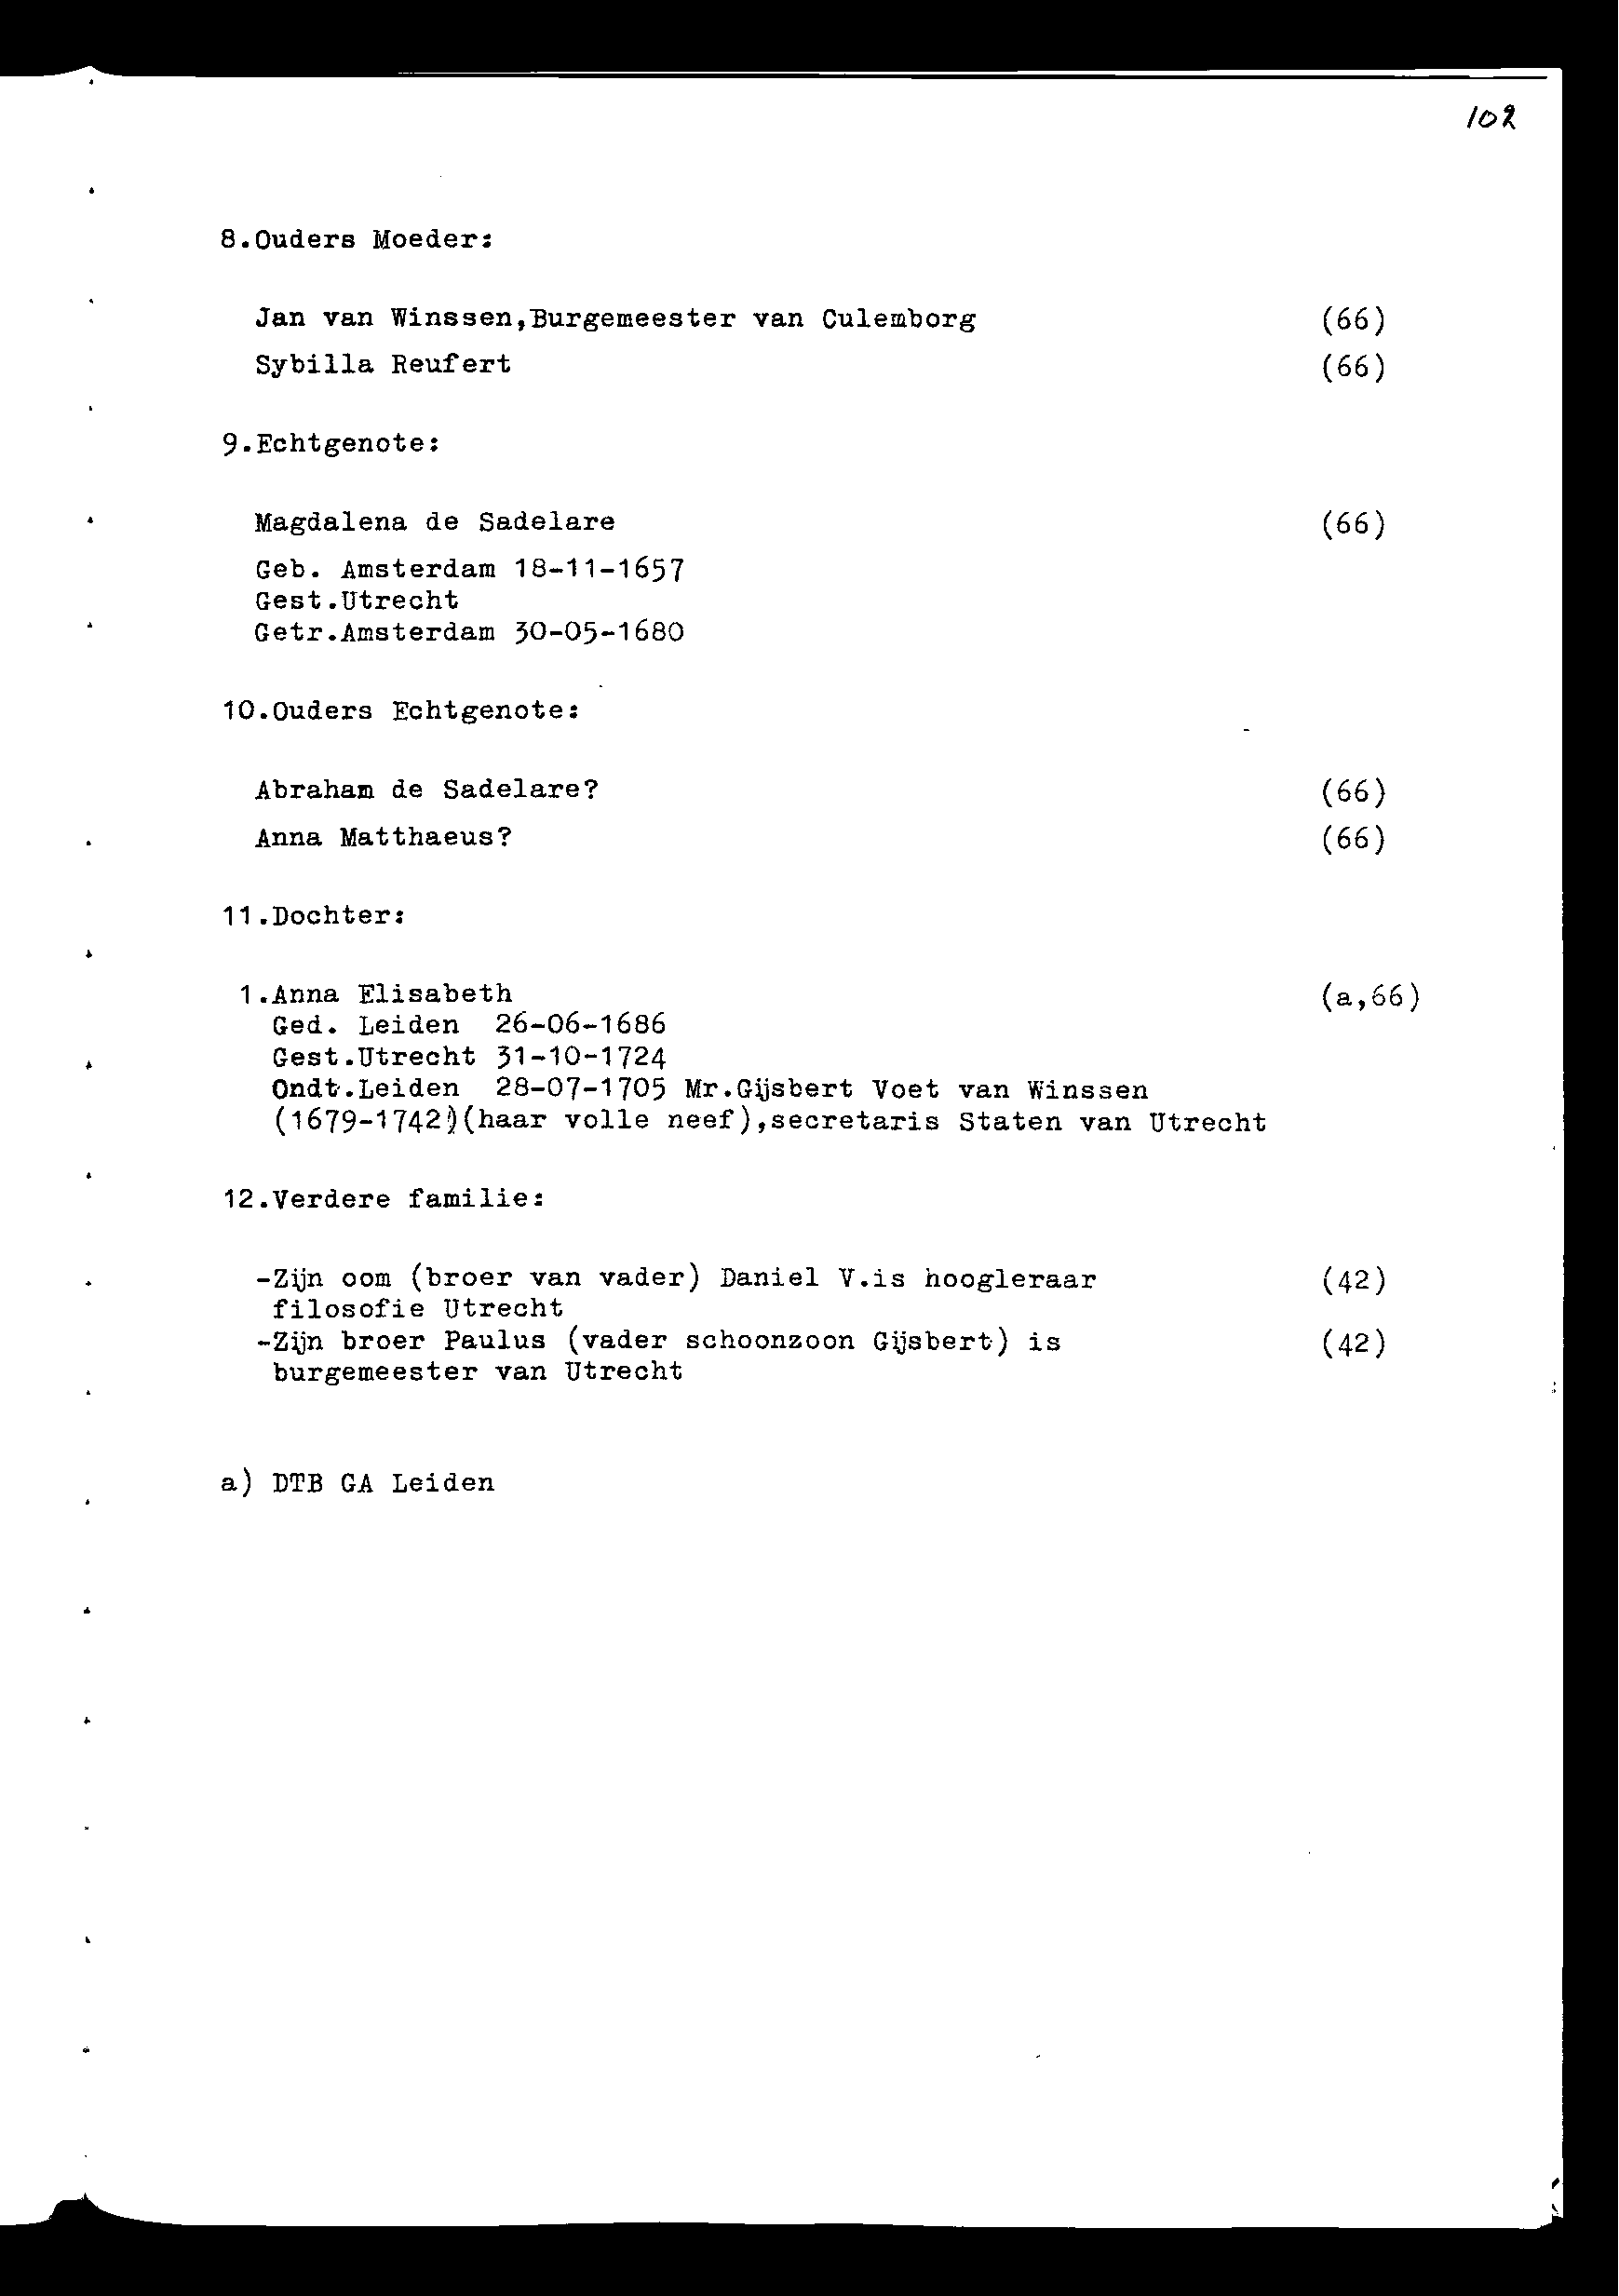 102
8.Ouders Moeder:
Jan van Winssen,Burgemeester van Culemborg (66)
Sybilla Reufert (66)
9.Echtgenote:
Magdalena de Sadelare (66)
Geb. Amsterdam 18-11-1657
Gest.Utrecht
Getr.Amsterdam 30-05-1680
10.Ouders Echtgenote:
Abraham de Sadelare? (66)
Anna Matthaeus? (66)
11.Dochter:
1.Anna Elisabeth (a,66)
Ged. Leiden 26-06-1686
Gest.Utrecht 31-10-1724
Ondt.Leiden 28-07-1705 Mr.Gijsbert Voet van Winssen
(1679-1742)(haar volle neef),secretaris Staten van Utrecht
12.Verdere familie:
-Zijn oom (broer van vader) Daniel V.is hoogleraar (42)
filosofie Utrecht
-Zijn broer Paulus (vader schoonzoon Gijsbert) is (42)
burgemeester van Utrecht
a) DTB GA Leiden